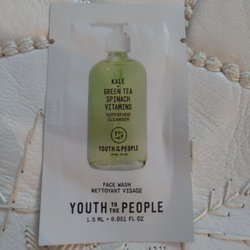 KALE
GREEN TEA
SPINACH
VITAMINS
SUPERFOOD
CLEANSER
YOUTH TO THE PEOPLE
FACE WASH
NETTOYANT VISAGE
YOUTH TO THE PEOPLE
1.5 ML • 0.051 FL OZ